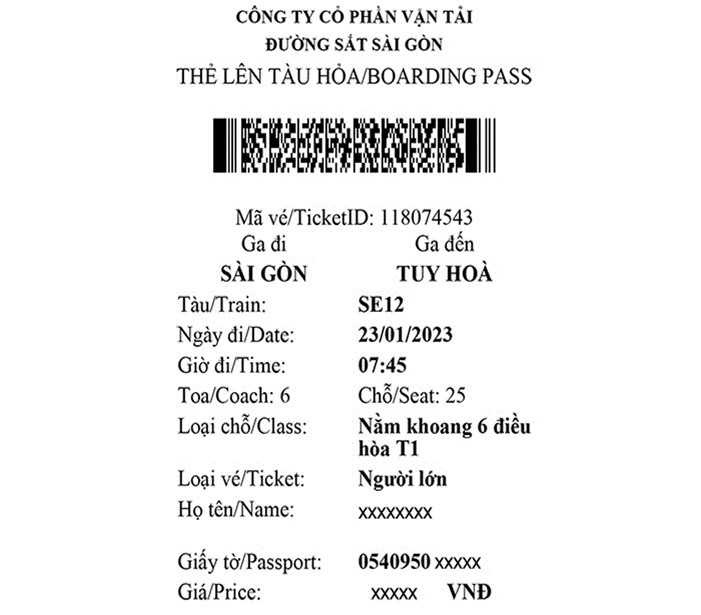 CÔNG TY CỔ PHẦN VẬN TẢI
ĐƯỜNG SẮT SÀI GÒN
THẺ LÊN TÀU HỎA/BOARDING PASS
Mã vé/TicketID: 118074543
Ga đi Ga đến
SÀI GÒN TUY HOÀ
Tàu/Train: SE12
Ngày đi/Date: 23/01/2023
Giờ đi/Time: 07:45
Toa/Coach: 6 Chỗ/Seat: 25
Loại chỗ/Class: Nằm khoang 6 điều
hòa T1
Loại vé/Ticket: Người lớn
Họ tên/Name: xxxxxxxx
Giấy tờ/Passport: 0540950 xxxxx
Giá/Price: xxxxx VNĐ